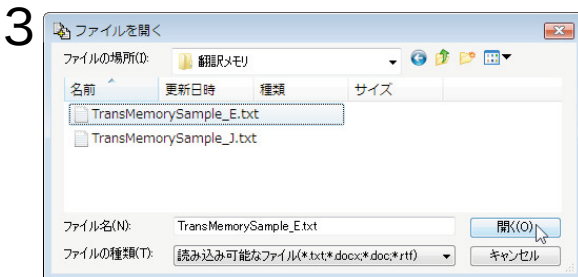 3
ファイルを開く
ファイルの場所(I):
翻訳メモリ
名前 更新日時 種類 サイズ
TransMemorySample_E.txt
TransMemorySample_J.txt
ファイル名(N): TransMemorySample_E.txt 開く(O)
ファイルの種類(T): 読み込み可能なファイル(*.txt;*.docx;*.doc;*.rtf) キャンセル